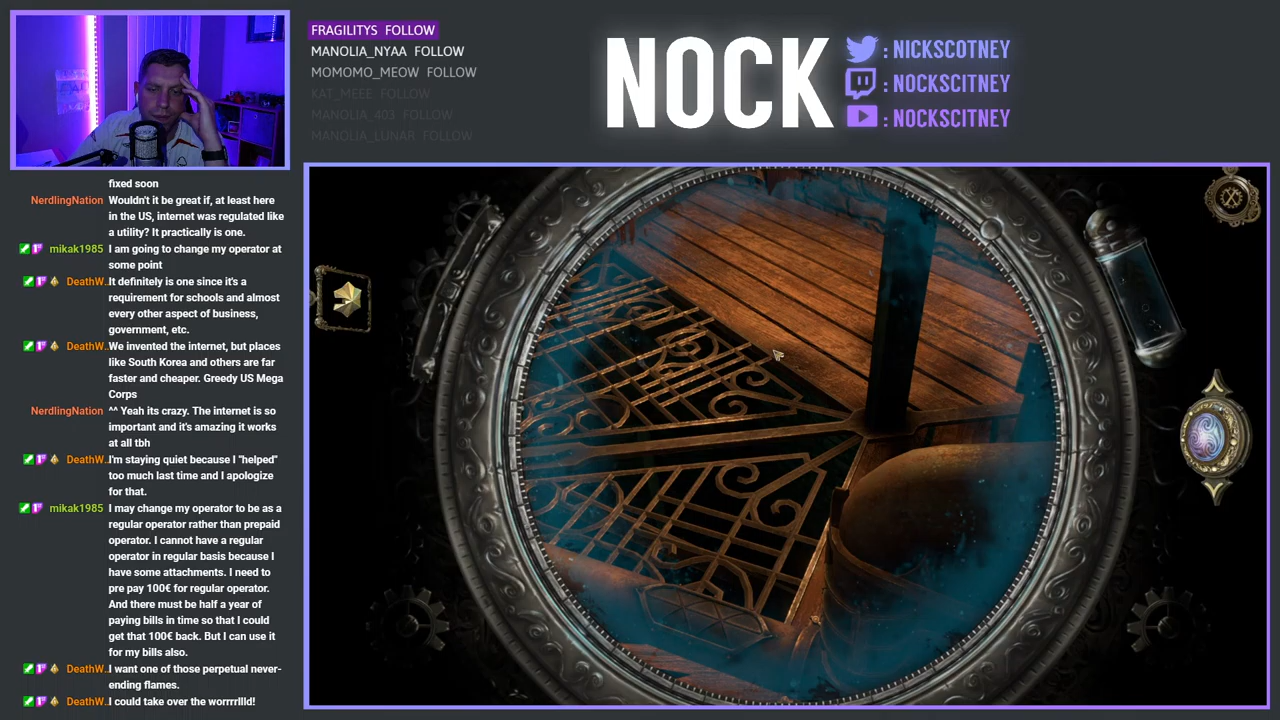 FRAGILITYS FOLLOW
MANOLIA_NYAA FOLLOW
MOMOMO_MEOW FOLLOW
KAT_MEEE FOLLOW
MANOLIA_403 FOLLOW
MANOLIA_LUNAR FOLLOW
NOCK
: NICKSCOTNEY
: NOCKSCITNEY
: NOCKSCITNEY
fixed soon
NerdlingNation Wouldn't it be great if, at least here
in the US, internet was regulated like
a utility? It practically is one.
mikak1985 I am going to change my operator at
some point
DeathW.. It definitely is one since it's a
requirement for schools and almost
every other aspect of business,
government, etc.
DeathW.. We invented the internet, but places
like South Korea and others are far
faster and cheaper. Greedy US Mega
Corps
NerdlingNation ^^ Yeah its crazy. The internet is so
important and it's amazing it works
at all tbh
DeathW.. I'm staying quiet because I "helped"
too much last time and I apologize
for that.
mikak1985 I may change my operator to be as a
regular operator rather than prepaid
operator. I cannot have a regular
operator in regular basis because I
have some attachments. I need to
pre pay 100€ for regular operator.
And there must be half a year of
paying bills in time so that I could
get that 100€ back. But I can use it
for my bills also.
DeathW.. I want one of those perpetual never-
ending flames.
DeathW.. I could take over the worrrrllld!